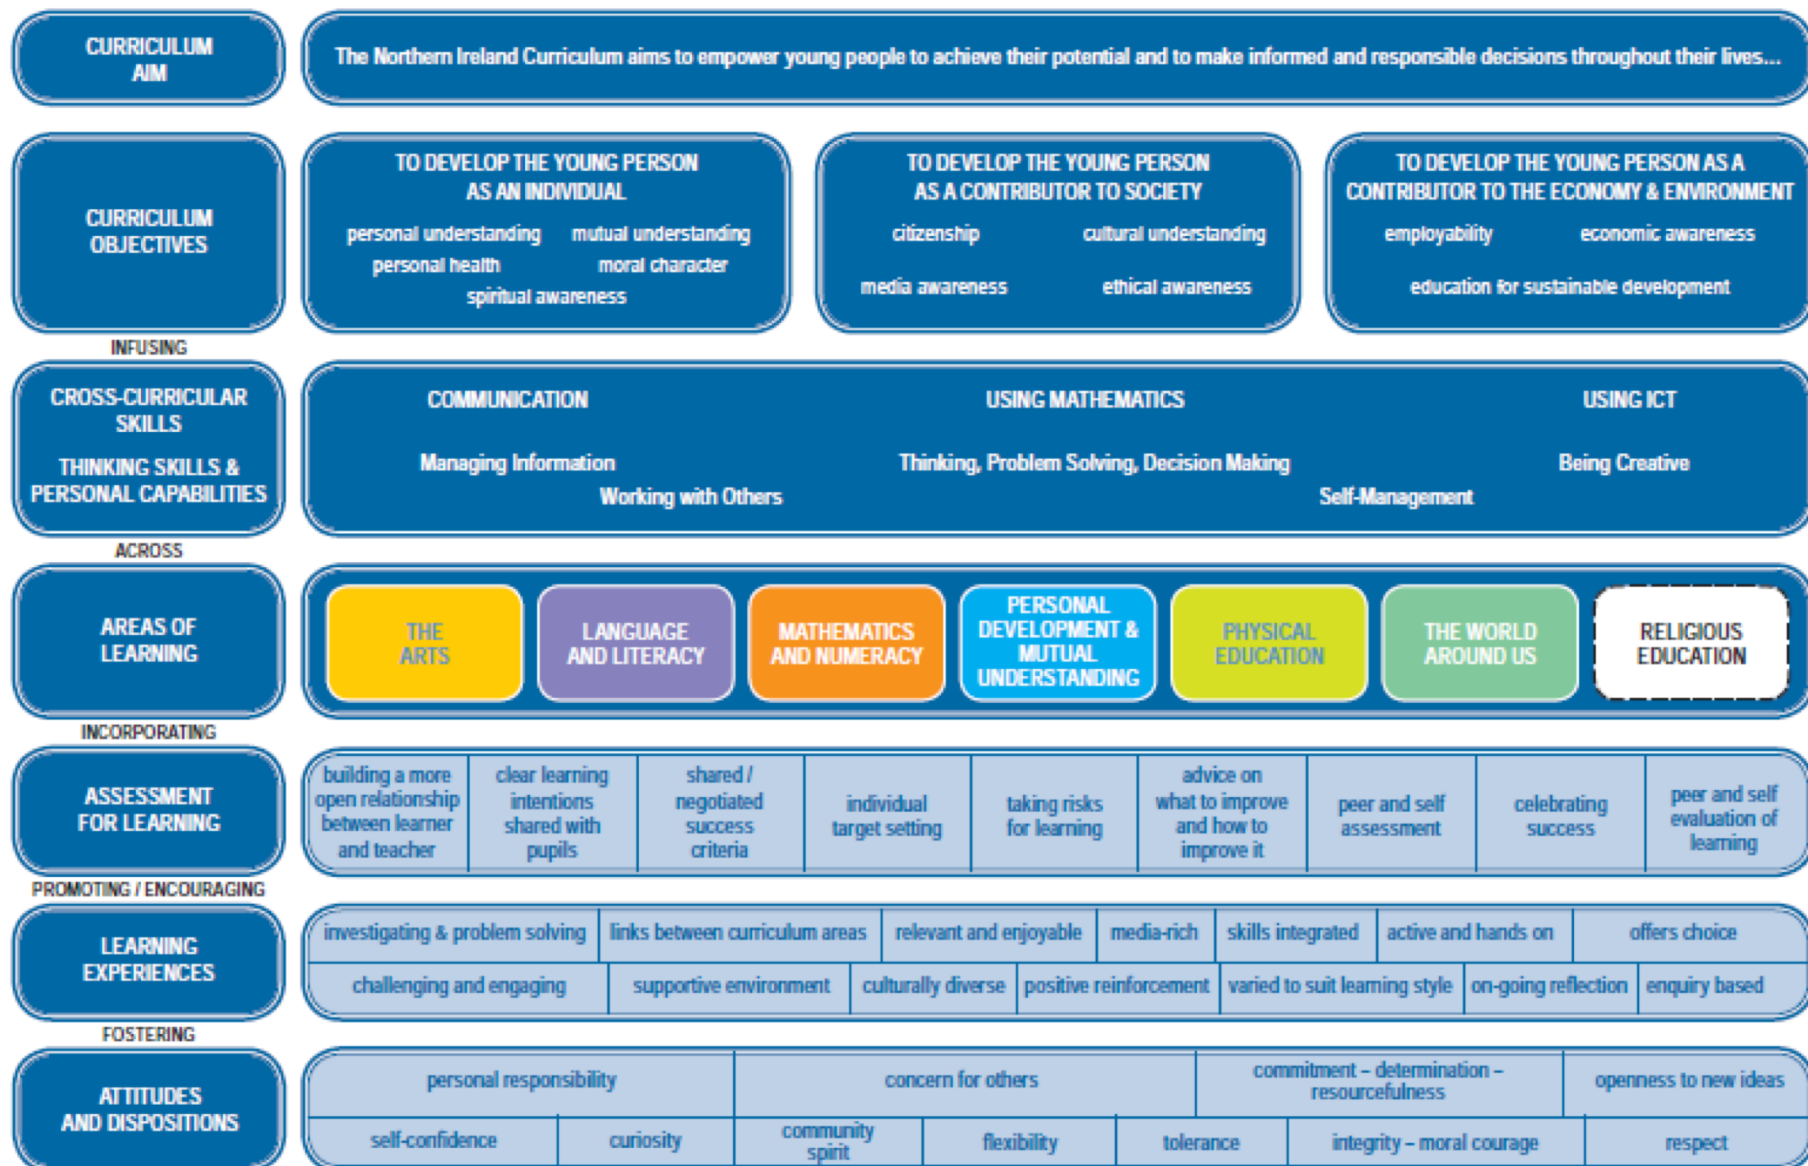 CURRICULUM
AIM
The Northern Ireland Curriculum aims to empower young people to achieve their potential and to make informed and responsible decisions throughout their lives...
CURRICULUM
OBJECTIVES
TO DEVELOP THE YOUNG PERSON
AS AN INDIVIDUAL
personal understanding mutual understanding
personal health moral character
spiritual awareness
TO DEVELOP THE YOUNG PERSON
AS A CONTRIBUTOR TO SOCIETY
citizenship cultural understanding
media awareness ethical awareness
TO DEVELOP THE YOUNG PERSON AS A
CONTRIBUTOR TO THE ECONOMY & ENVIRONMENT
employability economic awareness
education for sustainable development
INFUSING
CROSS-CURRICULAR
SKILLS
THINKING SKILLS &
PERSONAL CAPABILITIES
COMMUNICATION USING MATHEMATICS USING ICT
Managing Information Thinking, Problem Solving, Decision Making Being Creative
Working with Others Self-Management
ACROSS
AREAS OF
LEARNING
THE
ARTS
LANGUAGE
AND LITERACY
MATHEMATICS
AND NUMERACY
PERSONAL
DEVELOPMENT &
MUTUAL
UNDERSTANDING
PHYSICAL
EDUCATION
THE WORLD
AROUND US
RELIGIOUS
EDUCATION
INCORPORATING
ASSESSMENT
FOR LEARNING
building a more
open relationship
between learner
and teacher
clear learning
intentions
shared with
pupils
shared /
negotiated
success
criteria
individual
target setting
taking risks
for learning
advice on
what to improve
and how to
improve it
peer and self
assessment
celebrating
success
peer and self
evaluation of
learning
PROMOTING / ENCOURAGING
LEARNING
EXPERIENCES
investigating & problem solving
links between curriculum areas
relevant and enjoyable
media-rich
skills integrated
active and hands on
offers choice
challenging and engaging
supportive environment
culturally diverse
positive reinforcement
varied to suit learning style
on-going reflection
enquiry based
FOSTERING
ATTITUDES
AND DISPOSITIONS
personal responsibility
concern for others
commitment – determination –
resourcefulness
openness to new ideas
self-confidence
curiosity
community
spirit
flexibility
tolerance
integrity – moral courage
respect